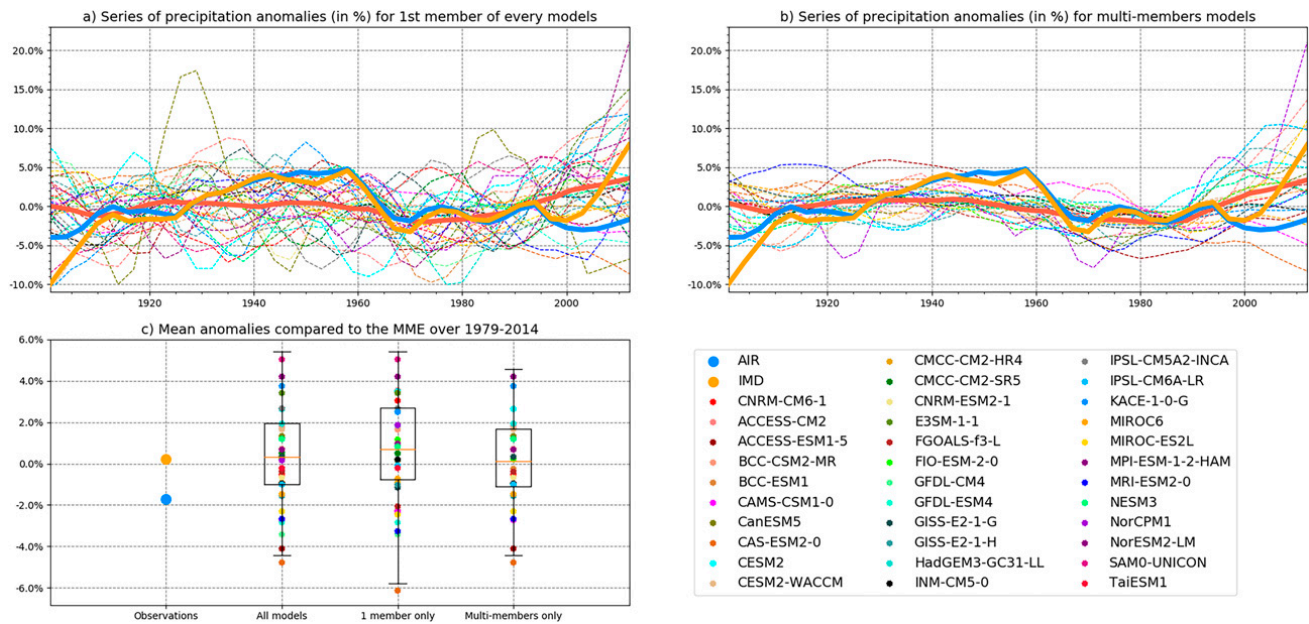 a) Series of precipitation anomalies (in %) for 1st member of every models
20.0%
15.0%
10.0%
5.0%
0.0%
-5.0%
-10.0%
1920
1940
1960
1980
2000
b) Series of precipitation anomalies (in %) for multi-members models
20.0%
15.0%
10.0%
5.0%
0.0%
-5.0%
-10.0%
1920
1940
1960
1980
2000
c) Mean anomalies compared to the MME over 1979-2014
6.0%
4.0%
2.0%
0.0%
-2.0%
-4.0%
-6.0%
Observations
All models
1 member only
Multi-members only
AIR
IMD
CNRM-CM6-1
ACCESS-CM2
ACCESS-ESM1-5
BCC-CSM2-MR
BCC-ESM1
CAMS-CSM1-0
CanESM5
CAS-ESM2-0
CESM2
CESM2-WACCM
CMCC-CM2-HR4
CMCC-CM2-SR5
CNRM-ESM2-1
E3SM-1-1
FGOALS-f3-L
FIO-ESM-2-0
GFDL-CM4
GFDL-ESM4
GISS-E2-1-G
GISS-E2-1-H
HadGEM3-GC31-LL
INM-CM5-0
IPSL-CM5A2-INCA
IPSL-CM6A-LR
KACE-1-0-G
MIROC6
MIROC-ES2L
MPI-ESM-1-2-HAM
MRI-ESM2-0
NESM3
NorCPM1
NorESM2-LM
SAM0-UNICON
TaiESM1